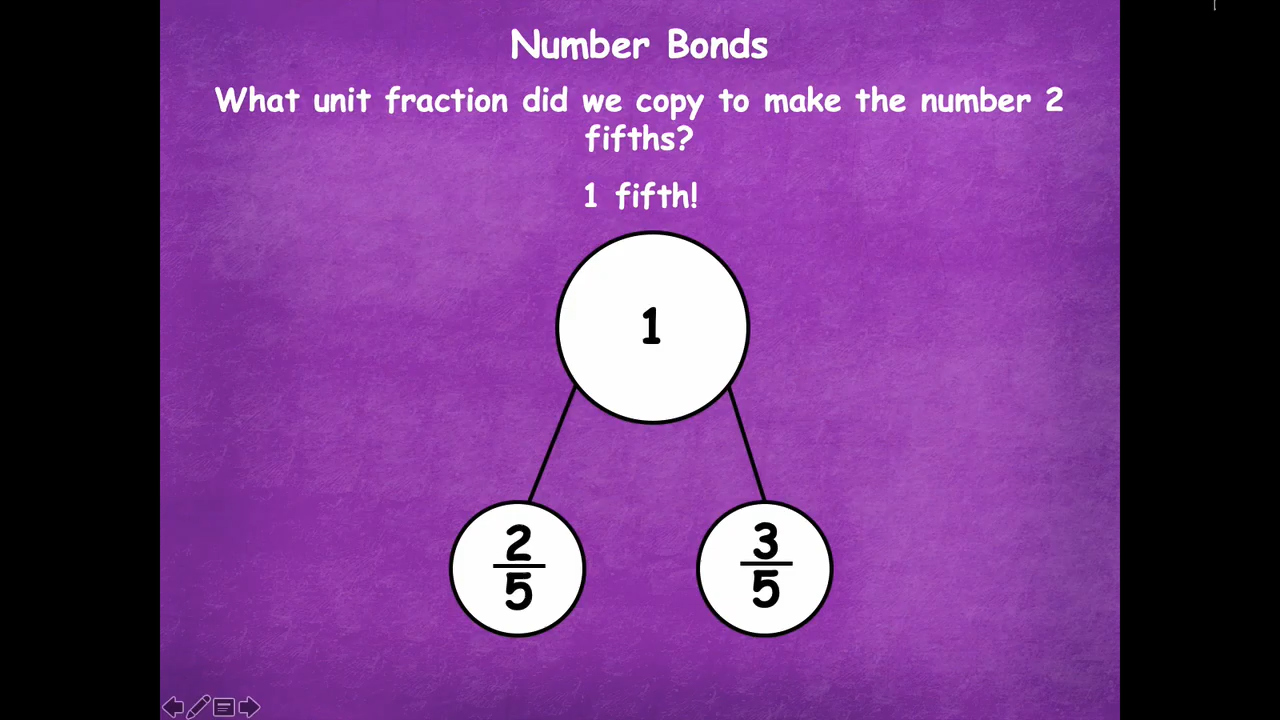 Number Bonds
What unit fraction did we copy to make the number 2
fifths?
1 fifth!
1
2
5
3
5